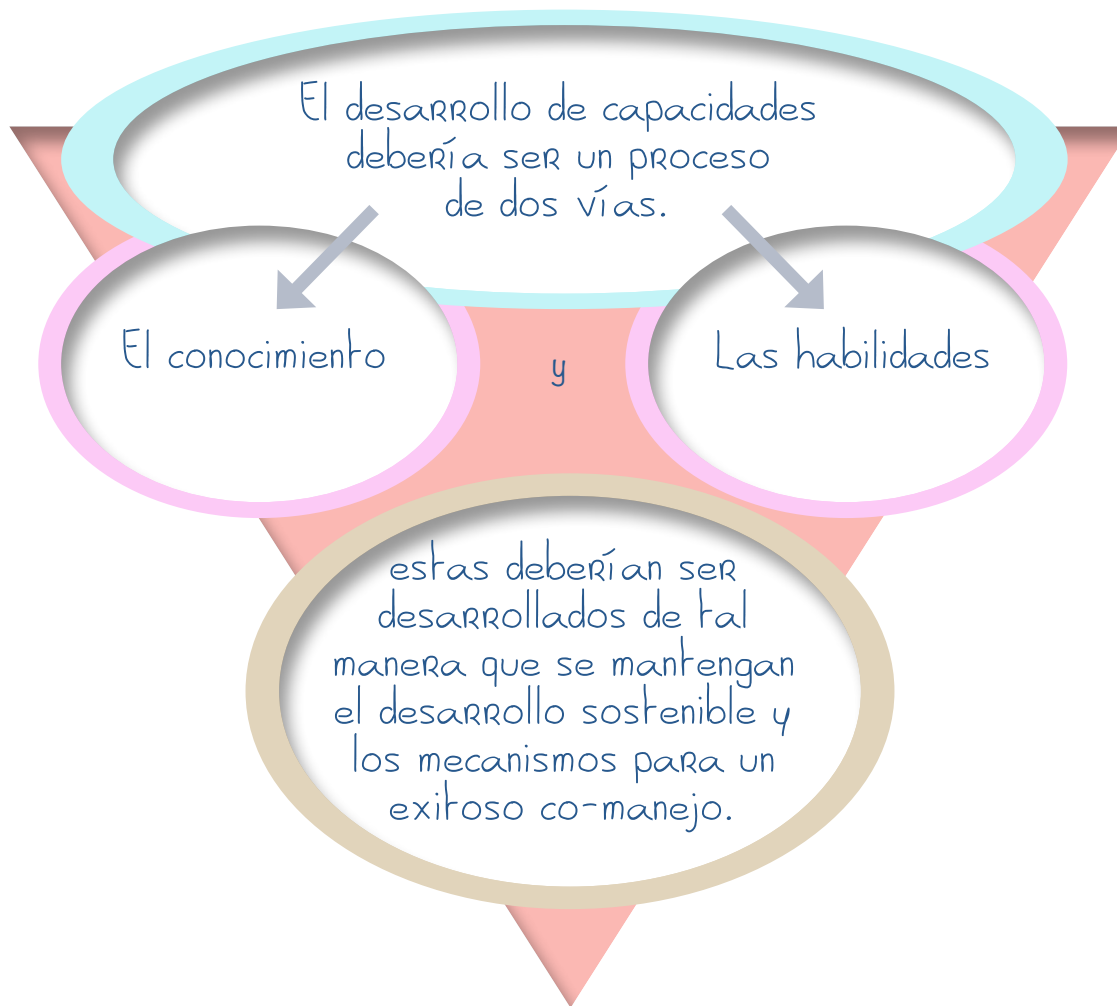 El desarrollo de capacidades
debería ser un proceso
de dos vías.
El conocimiento
y
Las habilidades
estas deberían ser
desarrollados de tal
manera que se mantengan
el desarrollo sostenible y
los mecanismos para un
exitoso co-manejo.